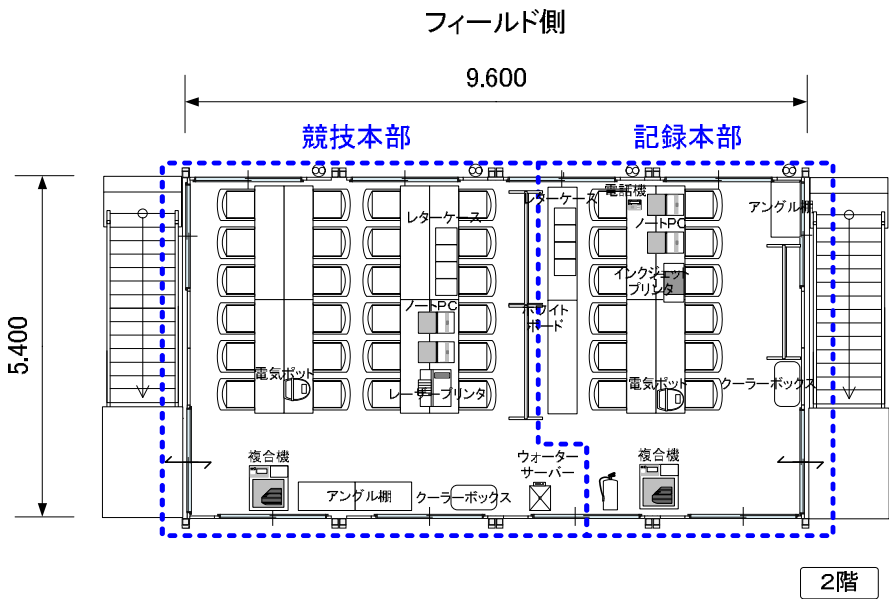 フィールド側
9.600
競技本部
記録本部
5.400
レターケース
レターケース
電話機
アングル棚
ノートPC
インクジェット
プリンタ
ノートPC
ホワイト
ボード
電気ポット
レーザープリンタ
電気ポット
クーラーボックス
複合機
アングル棚
クーラーボックス
ウォーター
サーバー
複合機
2階